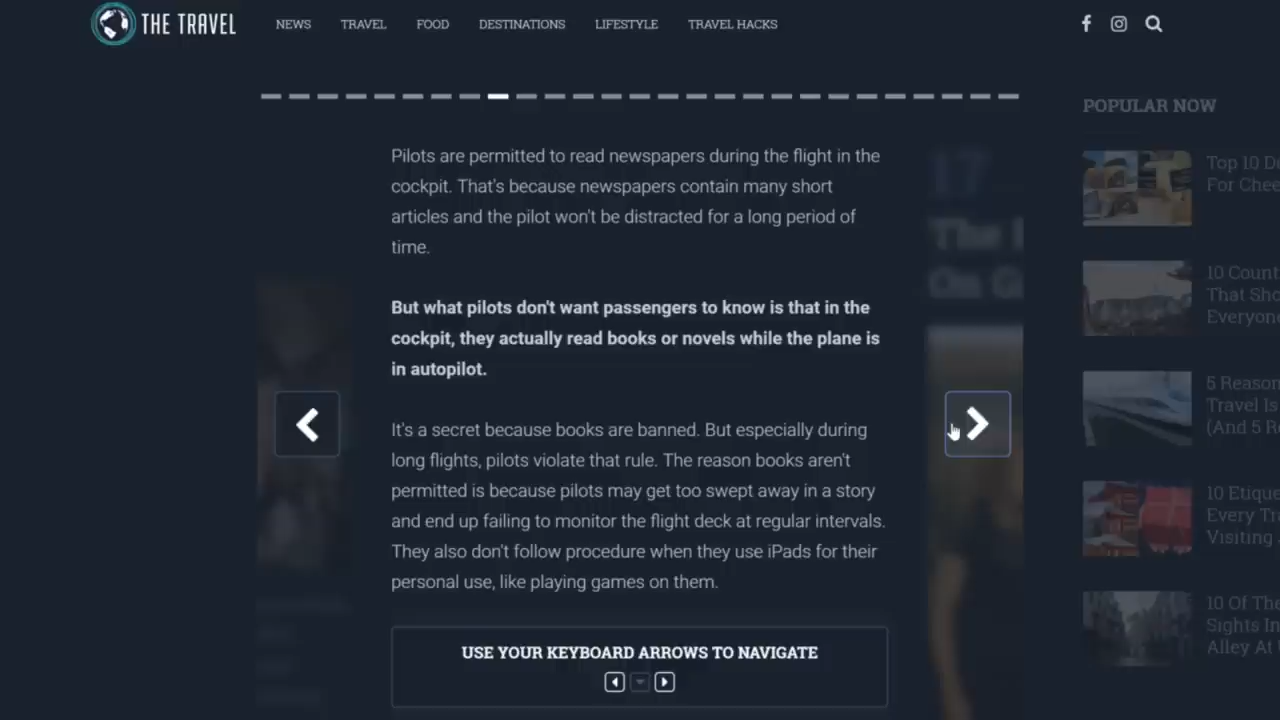 THE TRAVEL
NEWS
TRAVEL
FOOD
DESTINATIONS
LIFESTYLE
TRAVEL HACKS
POPULAR NOW
Pilots are permitted to read newspapers during the flight in the
cockpit. That's because newspapers contain many short
articles and the pilot won't be distracted for a long period of
time.
But what pilots don't want passengers to know is that in the
cockpit, they actually read books or novels while the plane is
in autopilot.
It's a secret because books are banned. But especially during
long flights, pilots violate that rule. The reason books aren't
permitted is because pilots may get too swept away in a story
and end up failing to monitor the flight deck at regular intervals.
They also don't follow procedure when they use iPads for their
personal use, like playing games on them.
USE YOUR KEYBOARD ARROWS TO NAVIGATE
17
The
On
Top 10
For
10
That
Everyone
5
Travel Is
(And 5
10
Every
Visiting
10 Of
Sights In
Alley At